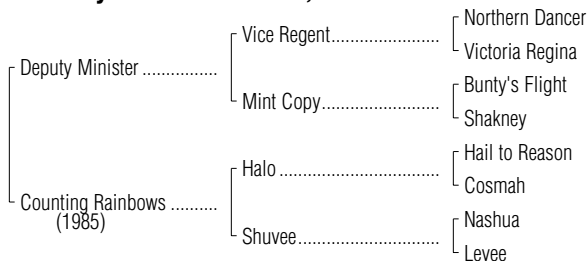 Northern Dancer
Vice Regent....................
Victoria Regina
Deputy Minister ................
Bunty's Flight
Mint Copy......................
Shakney
Hail to Reason
Halo ............................
Cosmah
Counting Rainbows ..........
(1985)
Nashua
Shuvee.........................
Levee